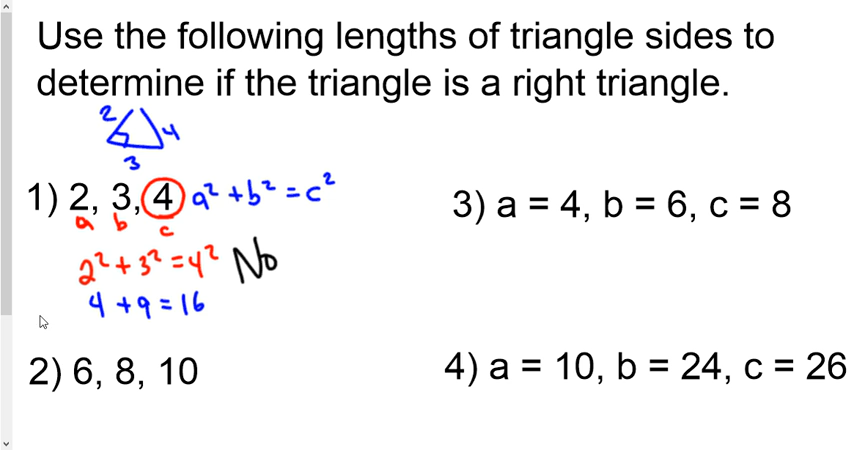 Use the following lengths of triangle sides to
determine if the triangle is a right triangle.
2
4
3
1) 2, 3, 4 a² + b² = c²
a b c
2² + 3² = 4² No
4 + 9 = 16
2) 6, 8, 10
3) a = 4, b = 6, c = 8
4) a = 10, b = 24, c = 26